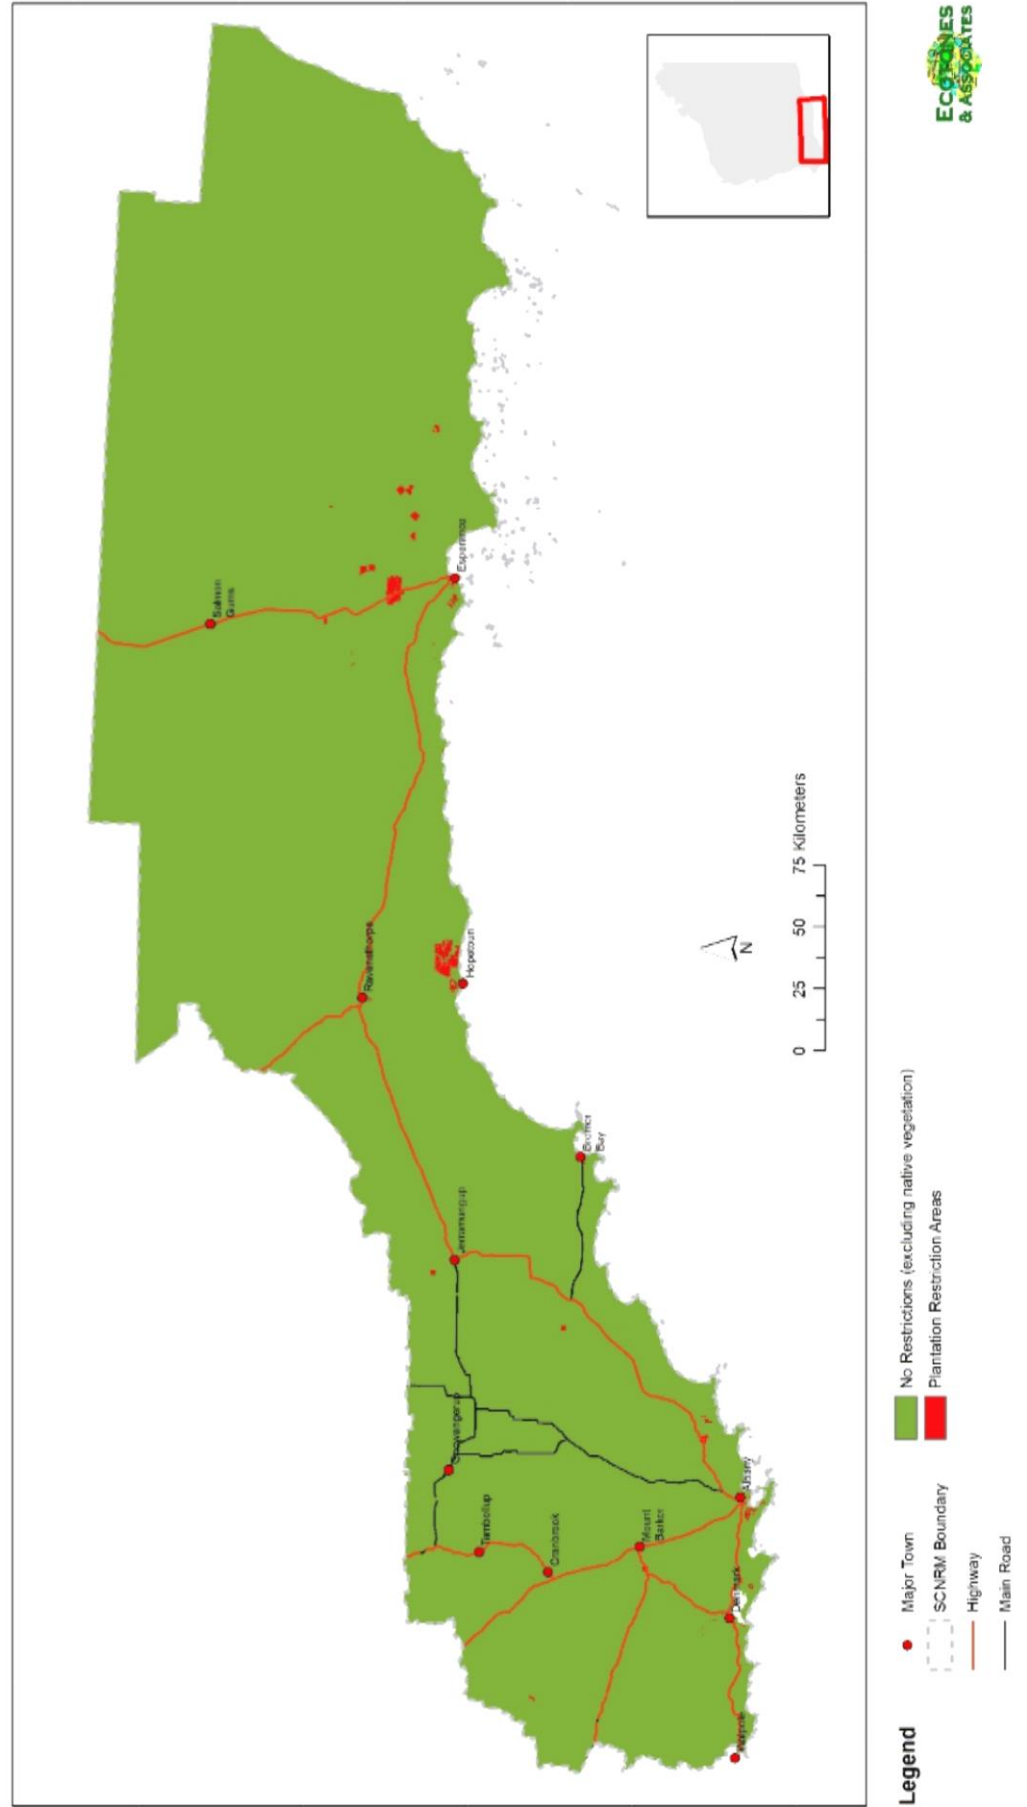 Salmon
Gums
Esperance
Ravensthorpe
Hopetoun
Jerramungup
Bremer
Bay
Gnowangerup
Tambellup
Cranbrook
Mount
Barker
Albany
Denmark
Walpole
N
0 25 50 75 Kilometers
Legend
Major Town
SCNRM Boundary
Highway
Main Road
No Restrictions (excluding native vegetation)
Plantation Restriction Areas
ECOTONES
& ASSOCIATES